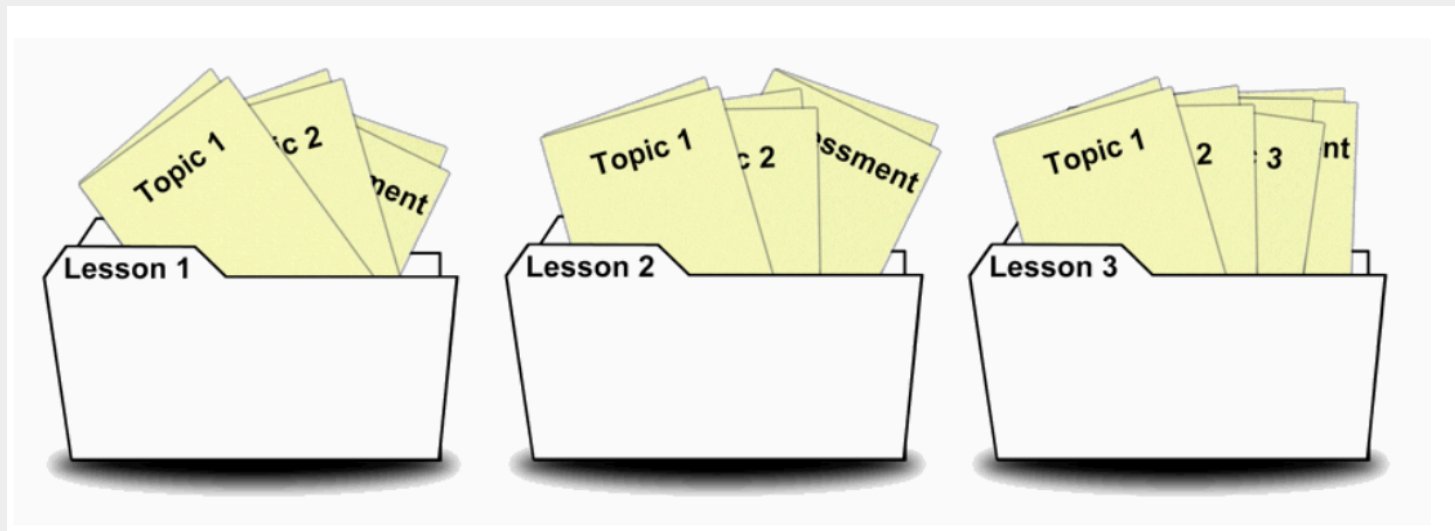 Topic 1
ic 2
ment
Lesson 1
Topic 1
c 2
ssment
Lesson 2
Topic 1
2
3
nt
Lesson 3